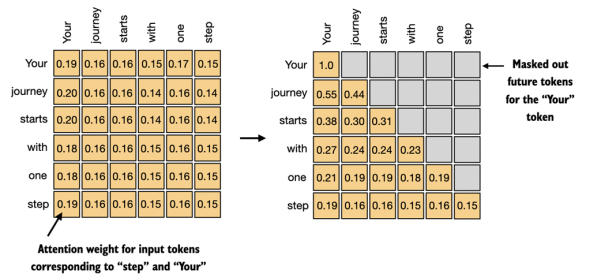 Your journey starts with one step
Your 0.19 0.16 0.16 0.15 0.17 0.15
journey 0.20 0.16 0.16 0.14 0.16 0.14
starts 0.20 0.16 0.16 0.14 0.16 0.14
with 0.18 0.16 0.16 0.15 0.16 0.15
one 0.18 0.16 0.16 0.15 0.16 0.15
step 0.19 0.16 0.16 0.15 0.16 0.15
Attention weight for input tokens
corresponding to “step” and “Your”
Your journey starts with one step
Your 1.0
journey 0.55 0.44
starts 0.38 0.30 0.31
with 0.27 0.24 0.24 0.23
one 0.21 0.19 0.19 0.18 0.19
step 0.19 0.16 0.16 0.15 0.16 0.15
Masked out
future tokens
for the “Your”
token